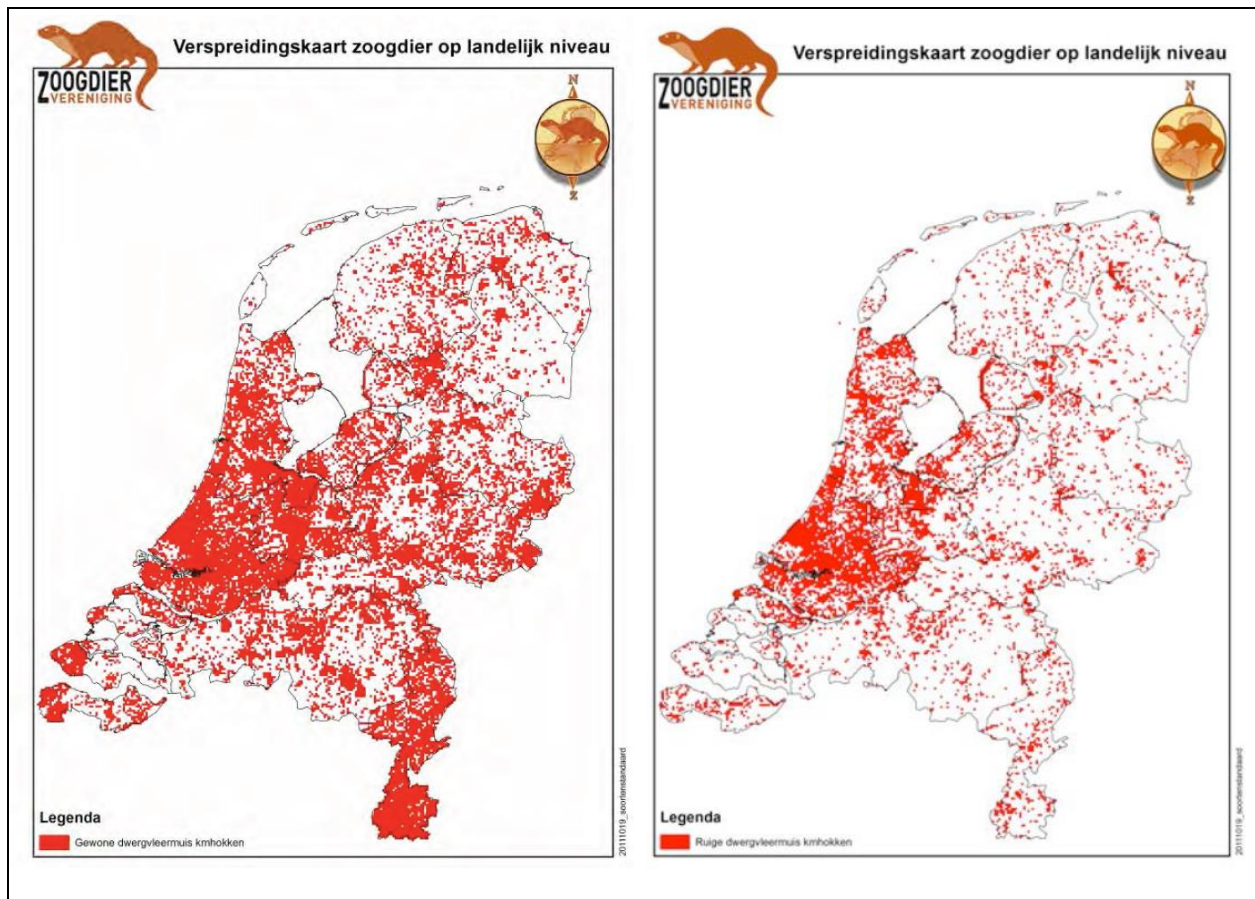 Verspreidingskaart zoogdier op landelijk niveau
ZOOGDIER
VERENIGING
N
Z
Legenda
Gewone dwergvleermuis kmhokken
20111019_soortenstandaard
Verspreidingskaart zoogdier op landelijk niveau
ZOOGDIER
VERENIGING
N
Z
Legenda
Ruige dwergvleermuis kmhokken
20111019_soortenstandaard